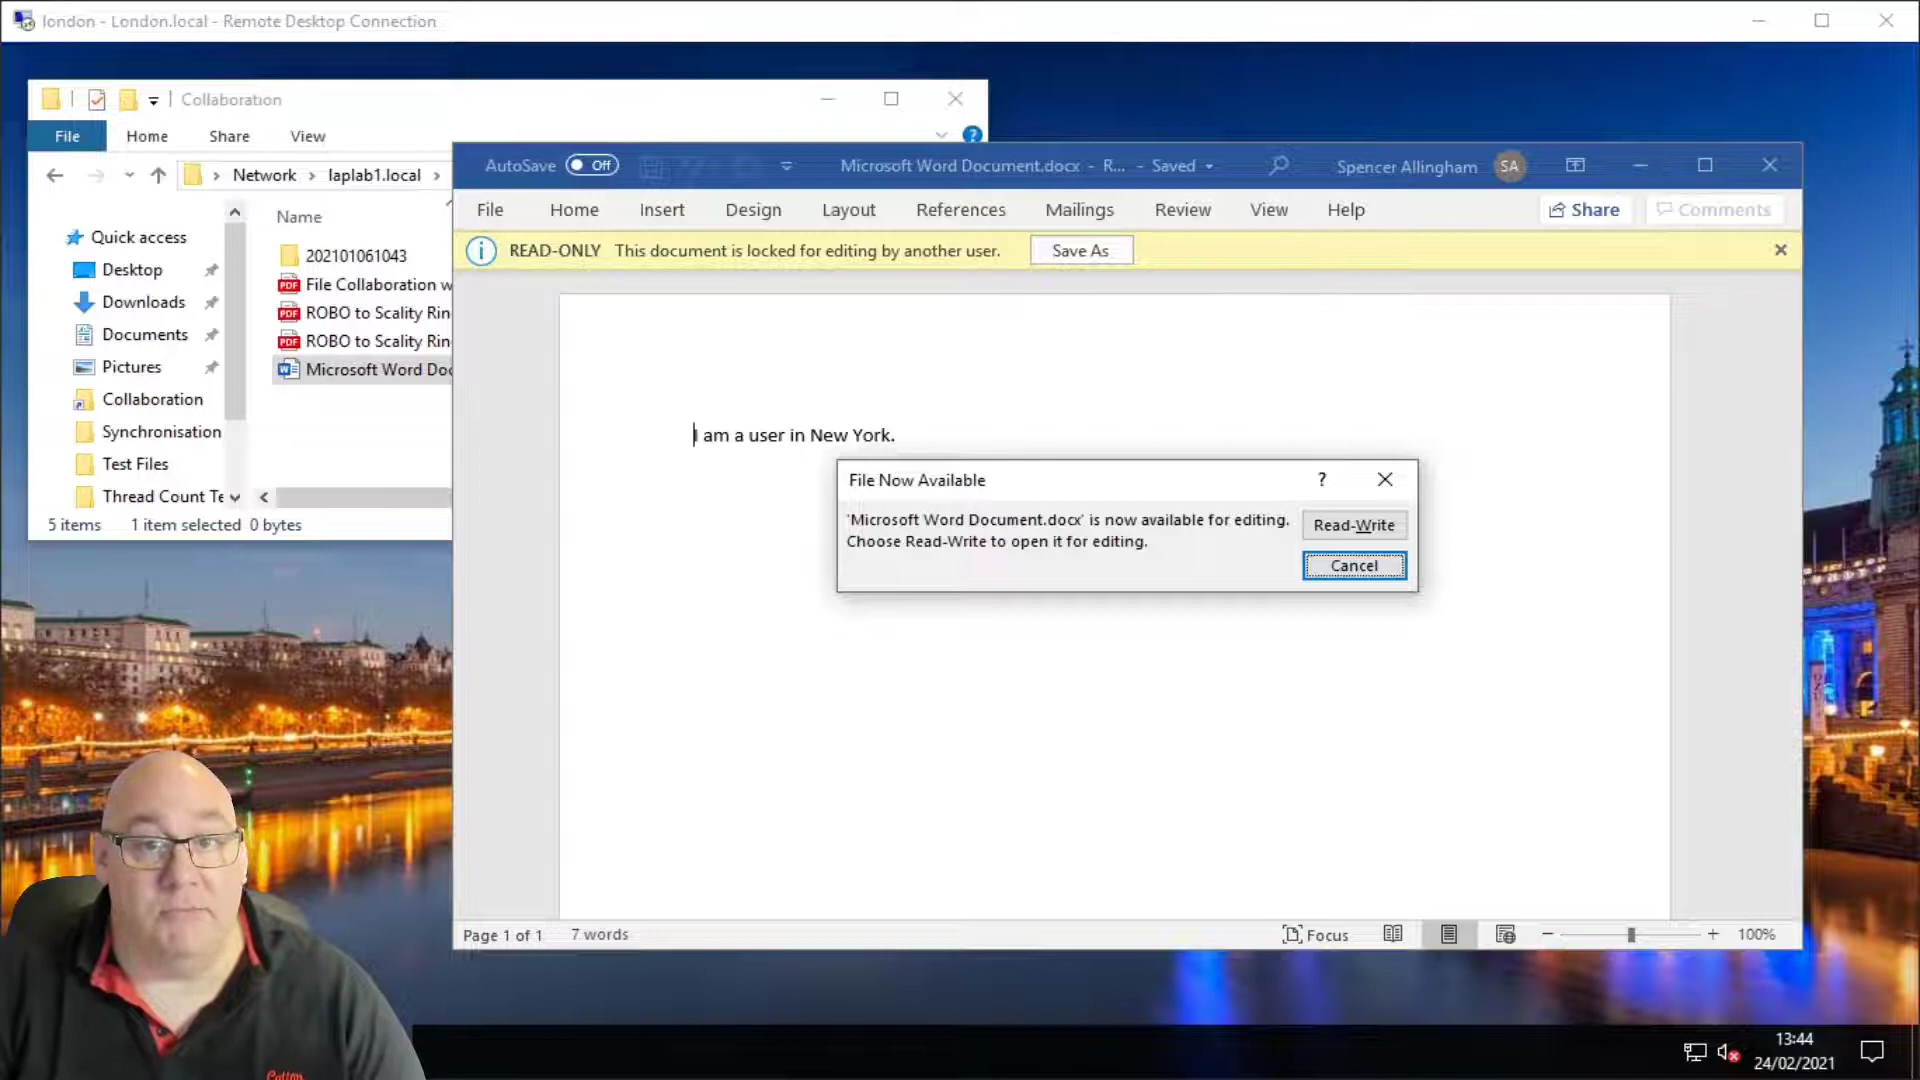 london - London.local - Remote Desktop Connection
Collaboration
File Home Share View
Network laplab1.local
Quick access
Desktop
Downloads
Documents
Pictures
Collaboration
Synchronisation
Test Files
Thread Count Te
Name
202101061043
File Collaboration w
ROBO to Scality Rin
ROBO to Scality Rin
Microsoft Word Doc
5 items 1 item selected 0 bytes
AutoSave Off Microsoft Word Document.docx - R... - Saved Spencer Allingham SA
File Home Insert Design Layout References Mailings Review View Help Share Comments
READ-ONLY This document is locked for editing by another user. Save As
I am a user in New York.
File Now Available
'Microsoft Word Document.docx' is now available for editing.
Choose Read-Write to open it for editing.
Read-Write
Cancel
Page 1 of 1 7 words Focus 100%
13:44
24/02/2021